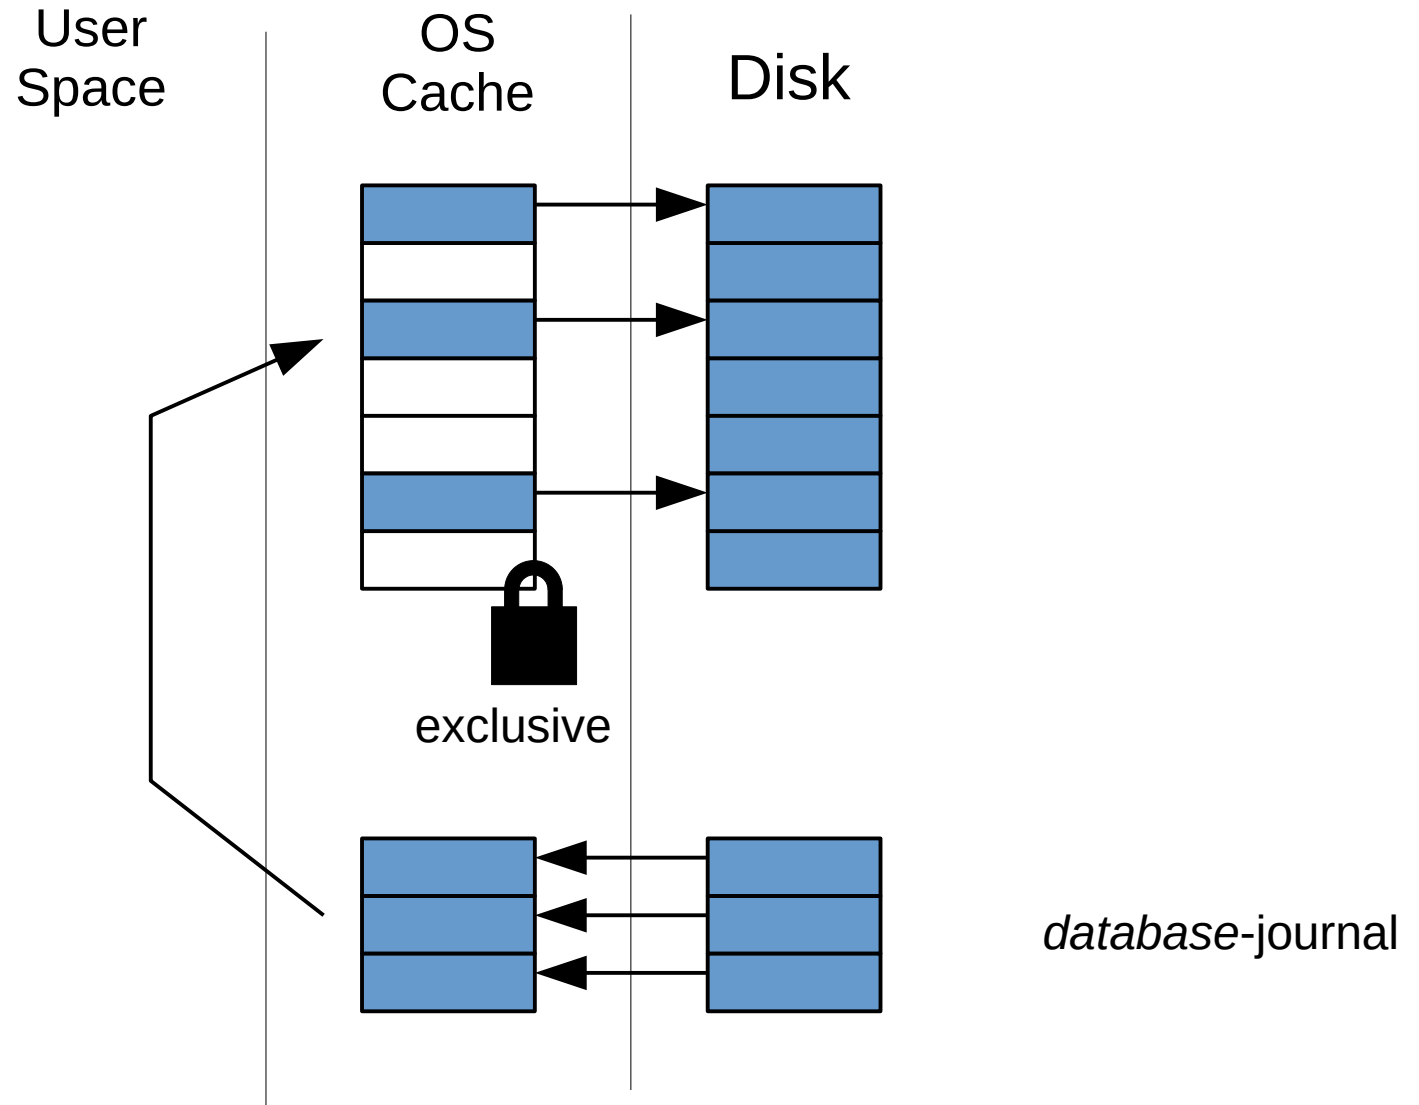 User
Space
OS
Cache
Disk
exclusive
database-journal